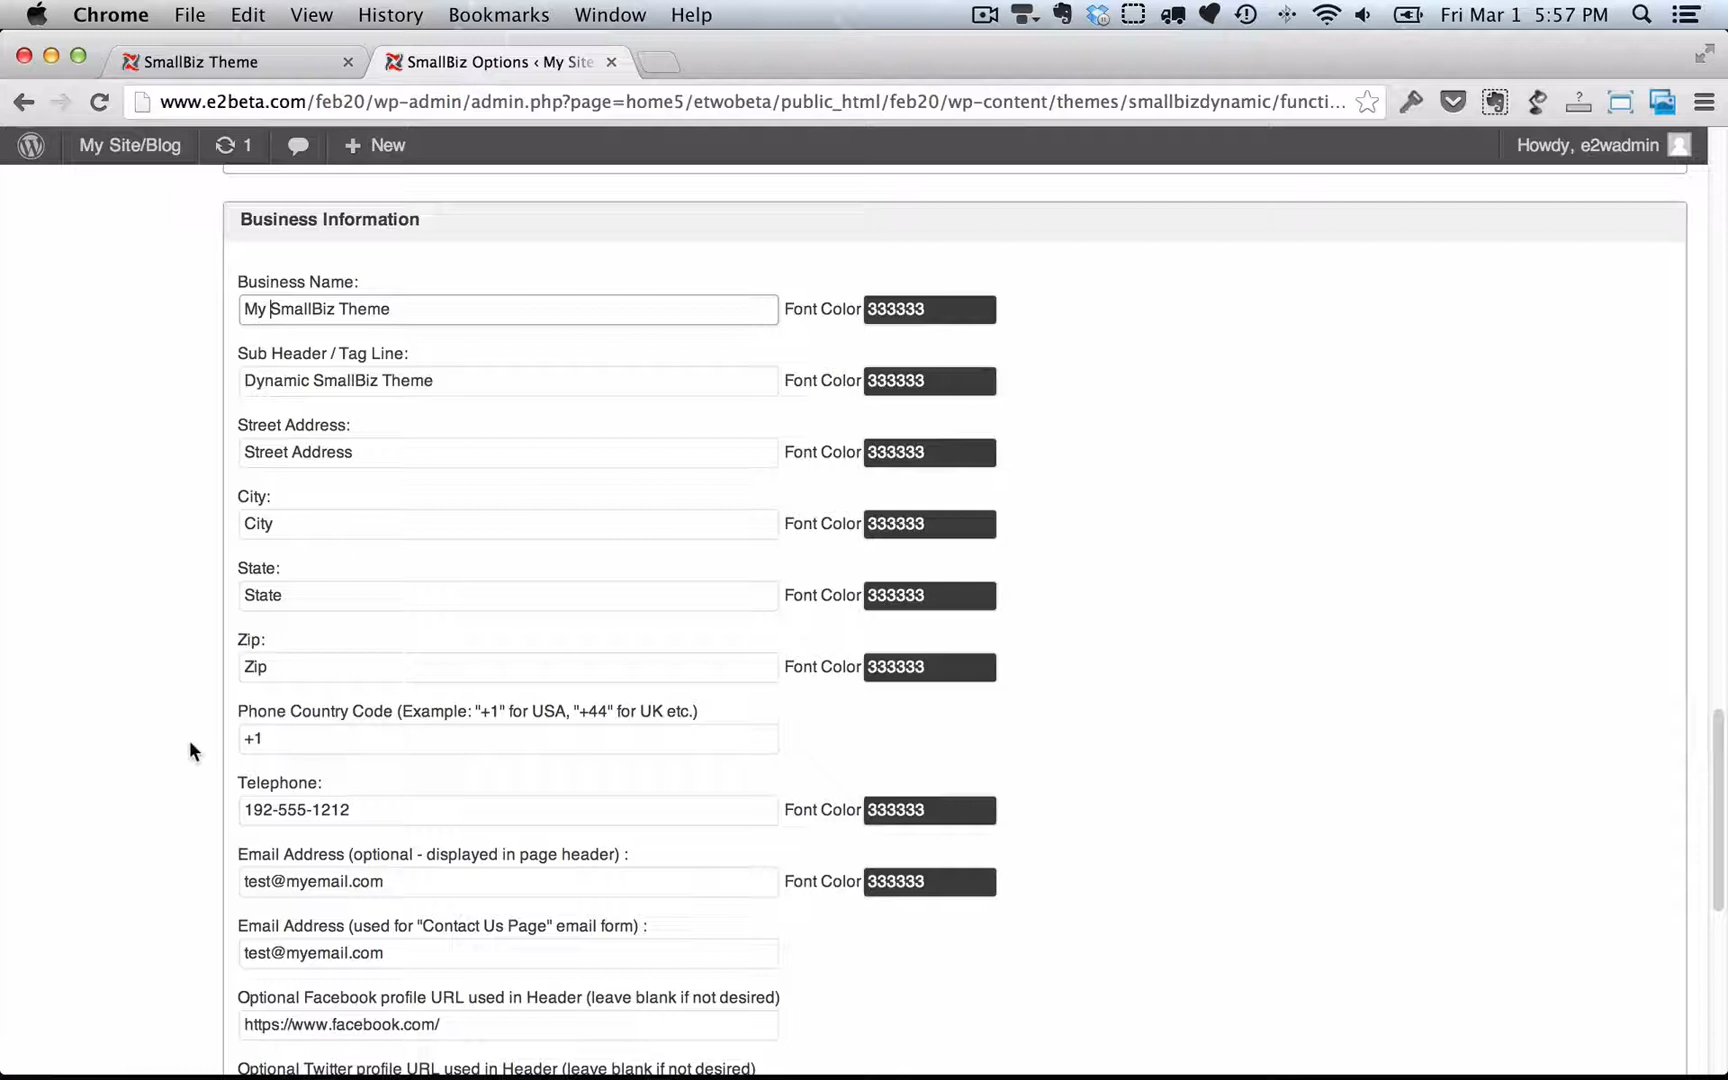 Chrome File Edit View History Bookmarks Window Help Fri Mar 1 5:57 PM
SmallBiz Theme SmallBiz Options ‹ My Site
www.e2beta.com/feb20/wp-admin/admin.php?page=home5/etwobeta/public_html/feb20/wp-content/themes/smallbizdynamic/functi...
My Site/Blog 1 + New Howdy, e2wadmin
Business Information
Business Name:
My SmallBiz Theme Font Color 333333
Sub Header / Tag Line:
Dynamic SmallBiz Theme Font Color 333333
Street Address:
Street Address Font Color 333333
City:
City Font Color 333333
State:
State Font Color 333333
Zip:
Zip Font Color 333333
Phone Country Code (Example: "+1" for USA, "+44" for UK etc.)
+1
Telephone:
192-555-1212 Font Color 333333
Email Address (optional - displayed in page header) :
test@myemail.com Font Color 333333
Email Address (used for "Contact Us Page" email form) :
test@myemail.com
Optional Facebook profile URL used in Header (leave blank if not desired)
https://www.facebook.com/
Optional Twitter profile URL used in Header (leave blank if not desired)